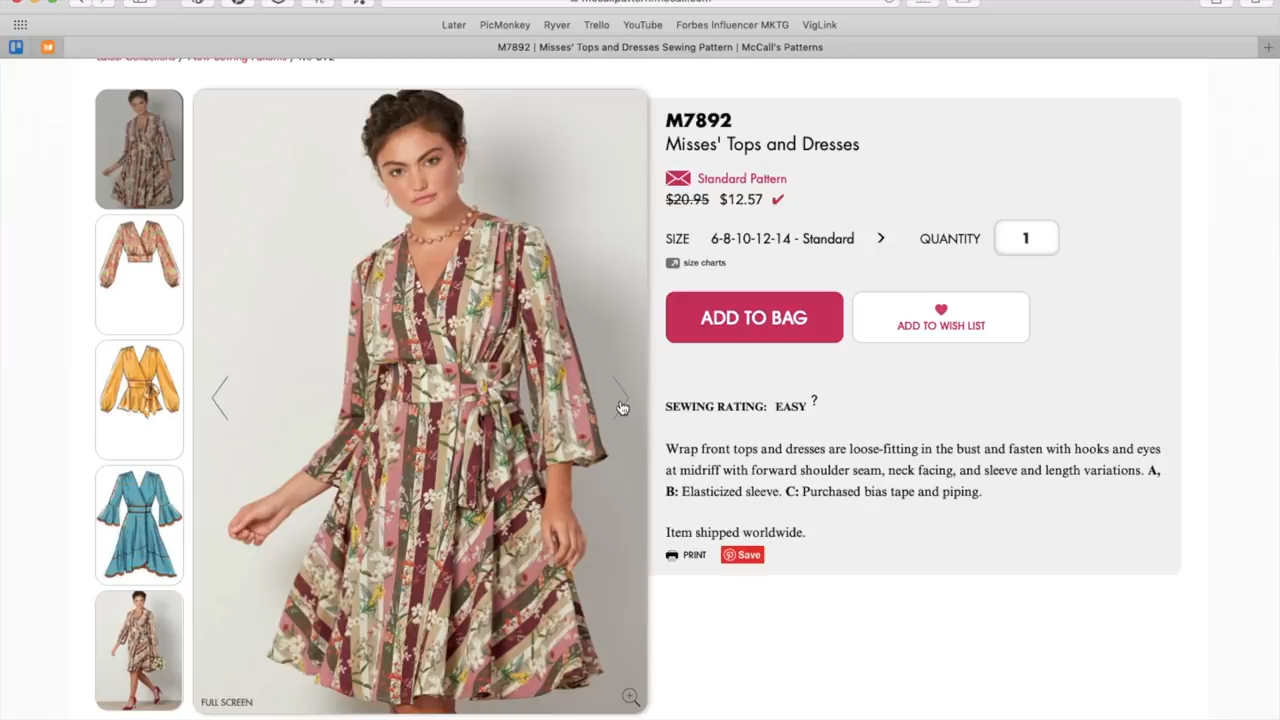 Later PicMonkey Ryver Trello YouTube Forbes Influencer MKTG VigLink
M7892 | Misses' Tops and Dresses Sewing Pattern | McCall's Patterns
M7892
Misses' Tops and Dresses
Standard Pattern
$20.95 $12.57
SIZE 6-8-10-12-14 - Standard QUANTITY 1
size charts
ADD TO BAG
ADD TO WISH LIST
SEWING RATING: EASY ?
Wrap front tops and dresses are loose-fitting in the bust and fasten with hooks and eyes
at midriff with forward shoulder seam, neck facing, and sleeve and length variations. A,
B: Elasticized sleeve. C: Purchased bias tape and piping.
Item shipped worldwide.
PRINT Save
FULL SCREEN